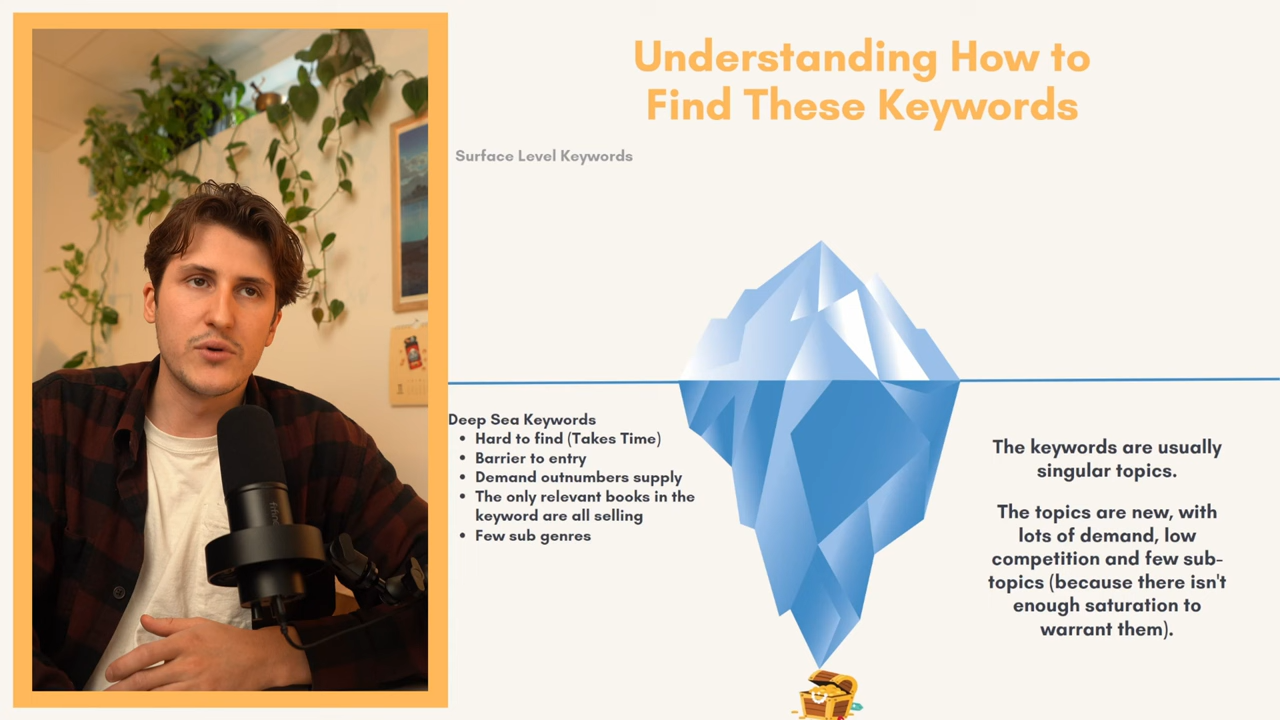 Understanding How to
Find These Keywords
Surface Level Keywords
Deep Sea Keywords
• Hard to find (Takes Time)
• Barrier to entry
• Demand outnumbers supply
• The only relevant books in the
keyword are all selling
• Few sub genres
The keywords are usually
singular topics.
The topics are new, with
lots of demand, low
competition and few sub-
topics (because there isn't
enough saturation to
warrant them).